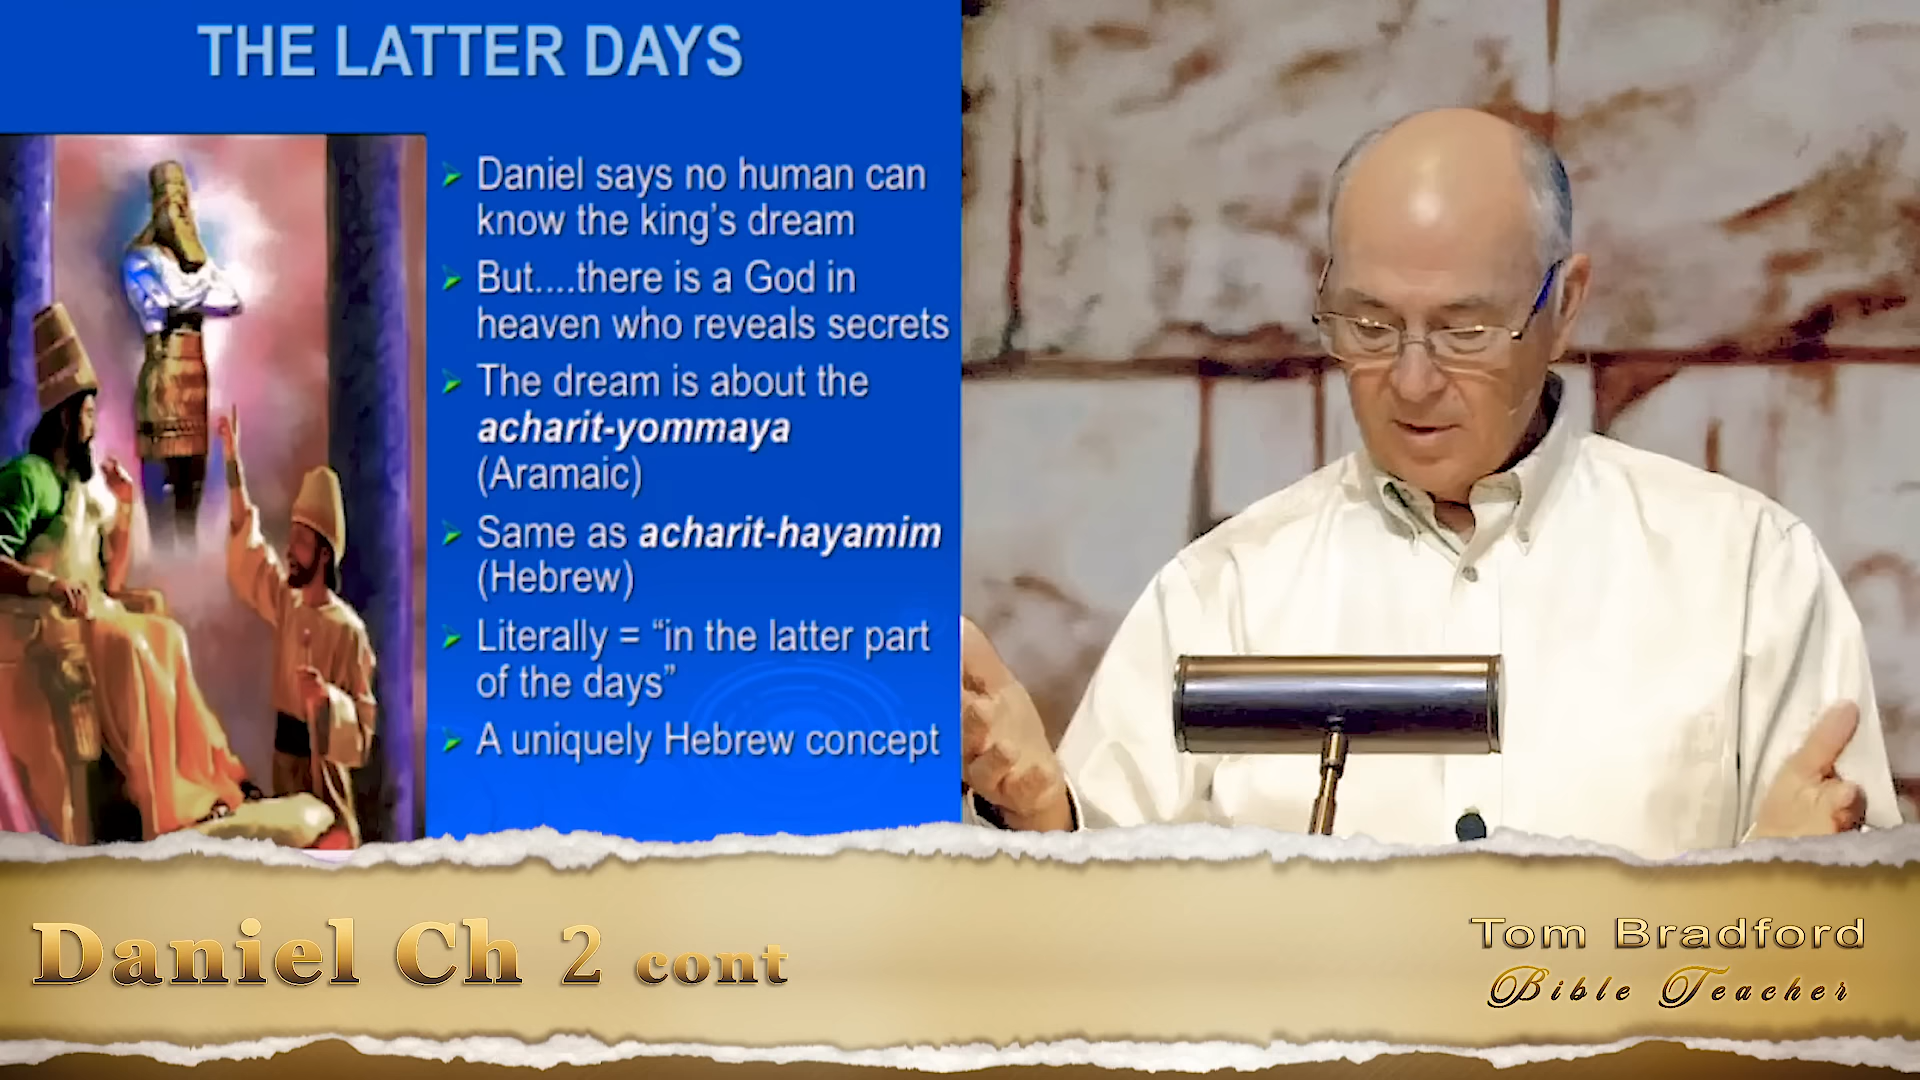 THE LATTER DAYS
Daniel says no human can
know the king's dream
But....there is a God in
heaven who reveals secrets
The dream is about the
acharit-yommaya
(Aramaic)
Same as acharit-hayamim
(Hebrew)
Literally = “in the latter part
of the days”
A uniquely Hebrew concept
Daniel Ch 2 cont
Tom Bradford
Bible Teacher